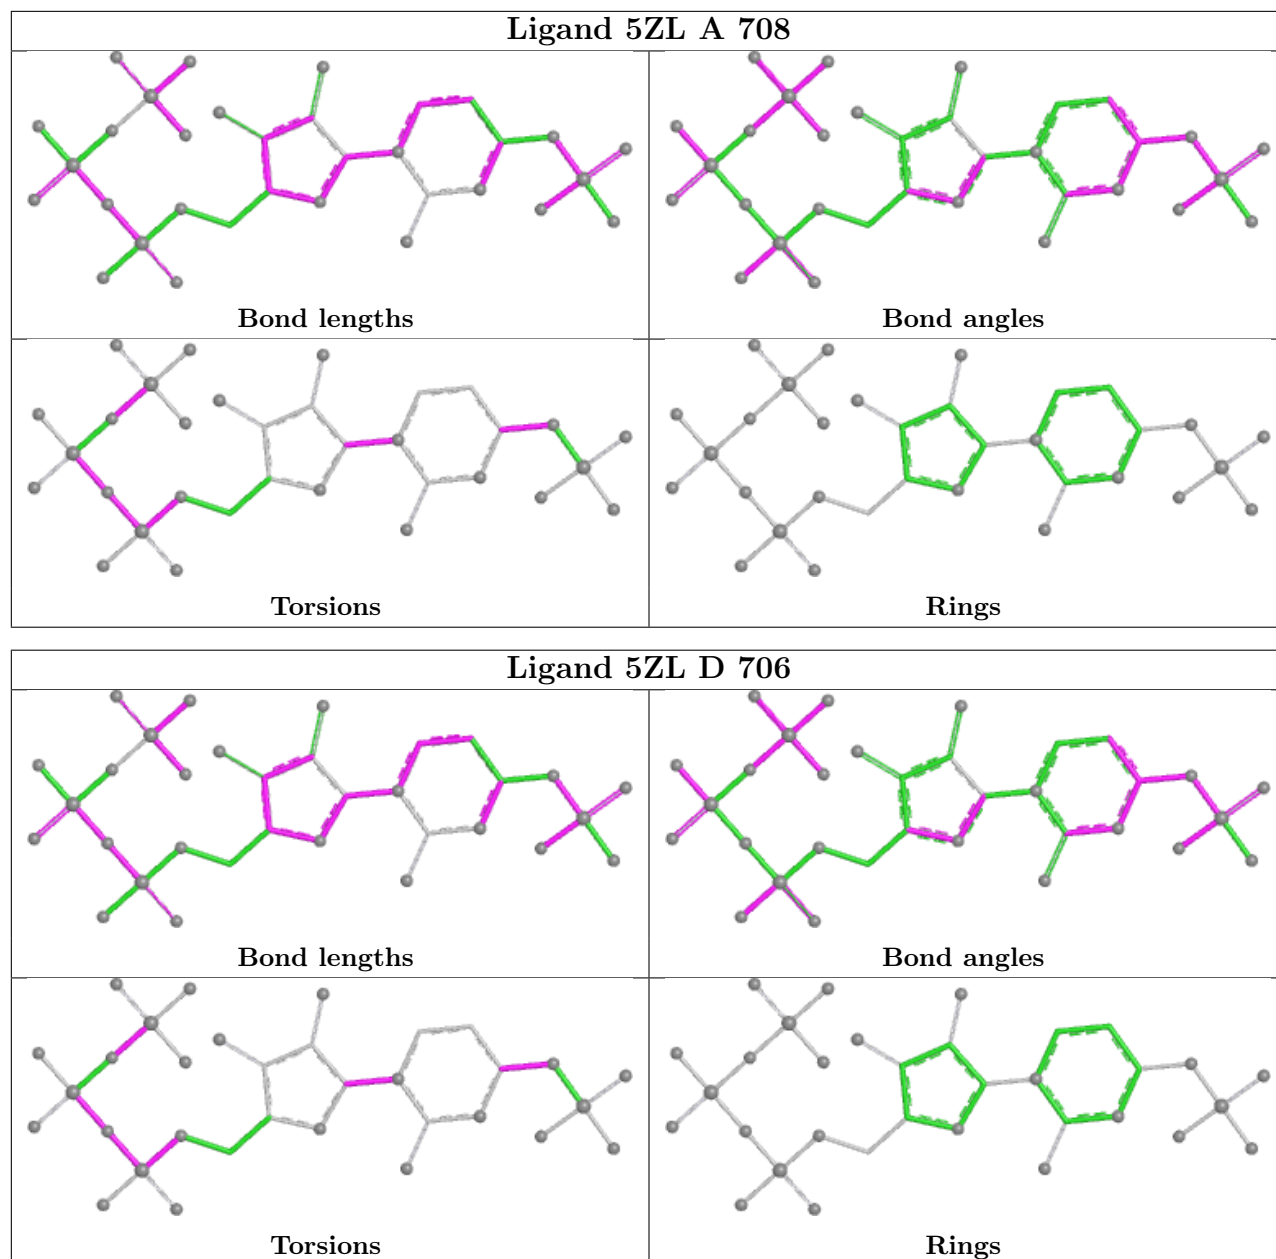 Ligand 5ZL A 708
Bond lengths
Bond angles
Torsions
Rings
Ligand 5ZL D 706
Bond lengths
Bond angles
Torsions
Rings